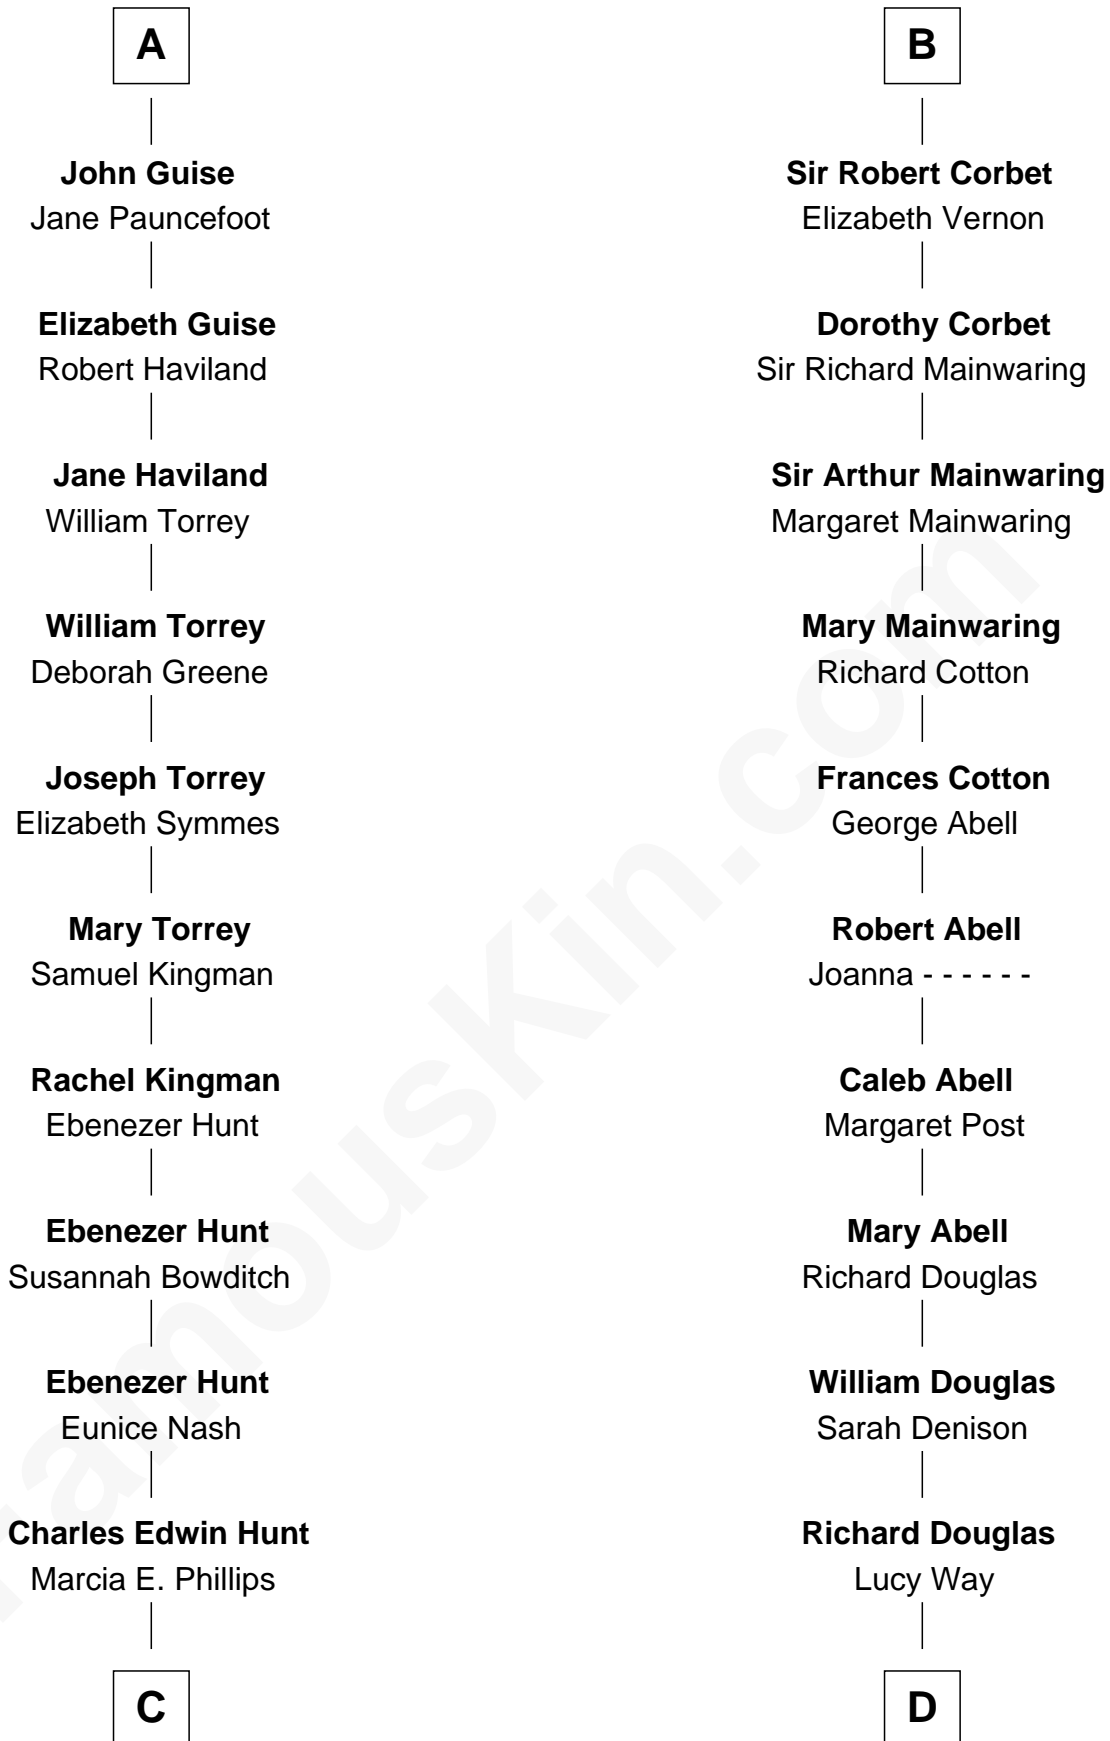 A
John Guise
Jane Pauncefoot
Elizabeth Guise
Robert Haviland
Jane Haviland
William Torrey
William Torrey
Deborah Greene
Joseph Torrey
Elizabeth Symmes
Mary Torrey
Samuel Kingman
Rachel Kingman
Ebenezer Hunt
Ebenezer Hunt
Susannah Bowditch
Ebenezer Hunt
Eunice Nash
Charles Edwin Hunt
Marcia E. Phillips
C
B
Sir Robert Corbet
Elizabeth Vernon
Dorothy Corbet
Sir Richard Mainwaring
Sir Arthur Mainwaring
Margaret Mainwaring
Mary Mainwaring
Richard Cotton
Frances Cotton
George Abell
Robert Abell
Joanna - - - - - -
Caleb Abell
Margaret Post
Mary Abell
Richard Douglas
William Douglas
Sarah Denison
Richard Douglas
Lucy Way
D
FamousKin.com